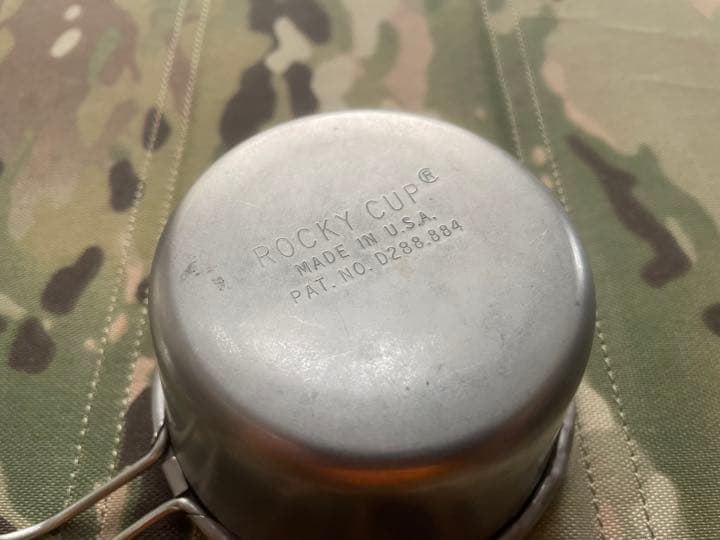 ROCKY CUP®
MADE IN U.S.A.
PAT. NO. D288.884